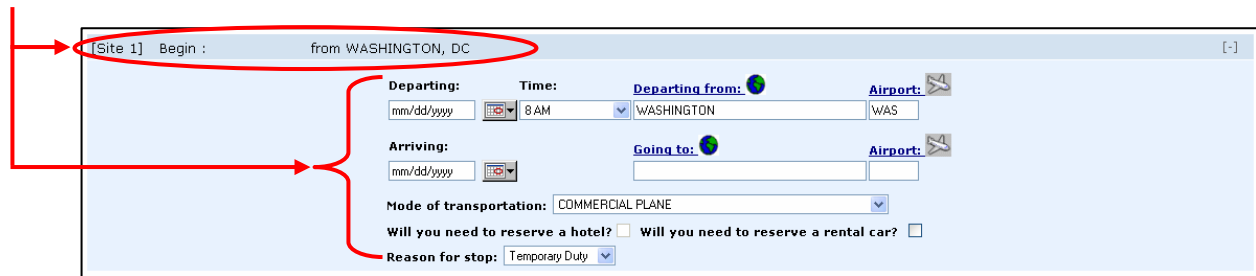 [Site 1] Begin : from WASHINGTON, DC [-]
Departing: Time: Departing from: Airport:
mm/dd/yyyy 8 AM WASHINGTON WAS
Arriving: Going to: Airport:
mm/dd/yyyy
Mode of transportation: COMMERCIAL PLANE
Will you need to reserve a hotel? Will you need to reserve a rental car?
Reason for stop: Temporary Duty